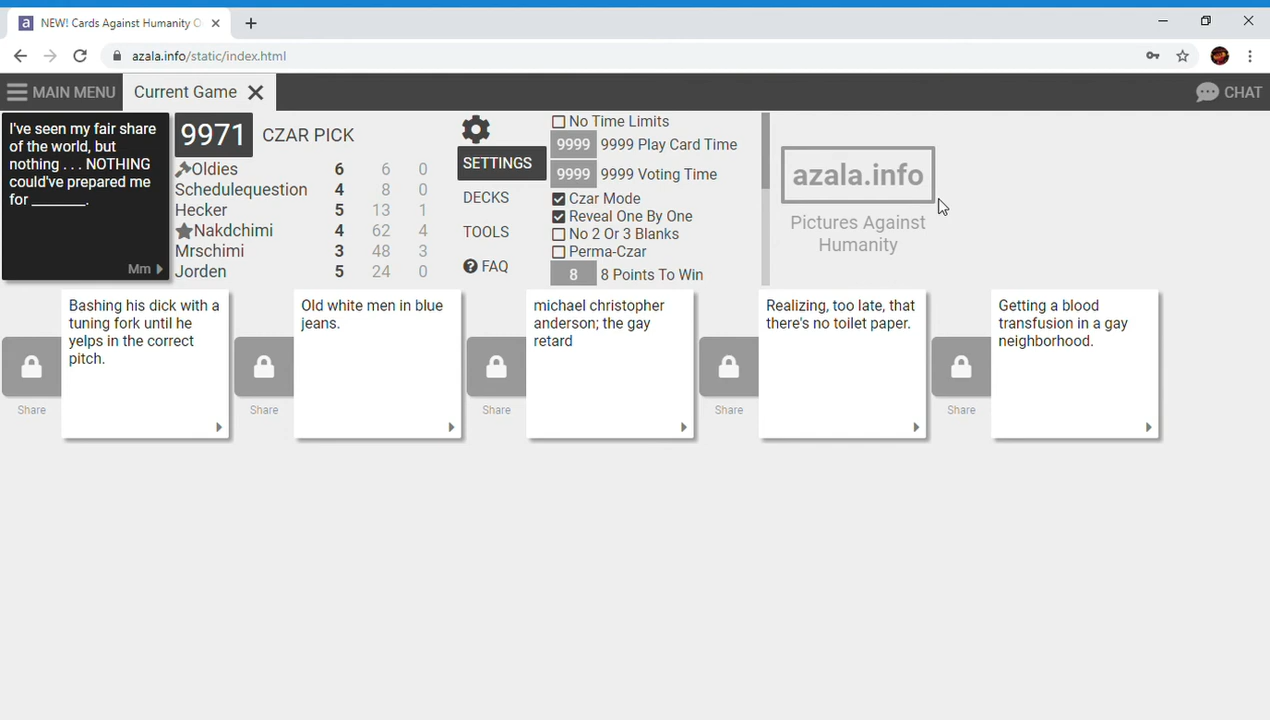 NEW! Cards Against Humanity O
azala.info/static/index.html
MAIN MENU
Current Game
CHAT
I've seen my fair share
of the world, but
nothing . . . NOTHING
could've prepared me
for _______.
Mm
9971 CZAR PICK
Oldies 6 6 0
Schedulequestion 4 8 0
Hecker 5 13 1
Nakdchimi 4 62 4
Mrschimi 3 48 3
Jorden 5 24 0
SETTINGS
DECKS
TOOLS
FAQ
No Time Limits
9999 9999 Play Card Time
9999 9999 Voting Time
Czar Mode
Reveal One By One
No 2 Or 3 Blanks
Perma-Czar
8 8 Points To Win
azala.info
Pictures Against
Humanity
Share
Bashing his dick with a
tuning fork until he
yelps in the correct
pitch.
Share
Old white men in blue
jeans.
Share
michael christopher
anderson; the gay
retard
Share
Realizing, too late, that
there's no toilet paper.
Share
Getting a blood
transfusion in a gay
neighborhood.